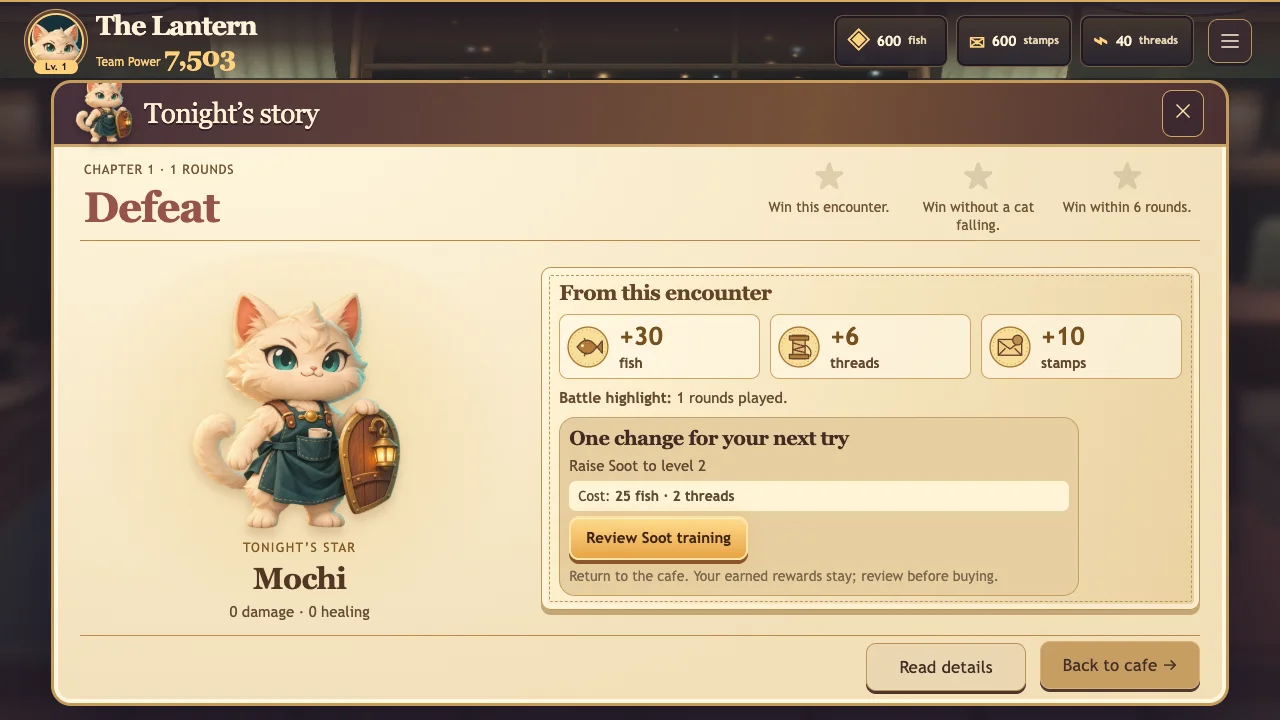 The Lantern
Lv. 1
Team Power 7,503
600 fish
600 stamps
40 threads
Tonight's story
CHAPTER 1 · 1 ROUNDS
Defeat
Win this encounter.
Win without a cat
falling.
Win within 6 rounds.
From this encounter
+30
fish
+6
threads
+10
stamps
Battle highlight: 1 rounds played.
One change for your next try
Raise Soot to level 2
Cost: 25 fish · 2 threads
Review Soot training
Return to the cafe. Your earned rewards stay; review before buying.
TONIGHT'S STAR
Mochi
0 damage · 0 healing
Read details
Back to cafe →